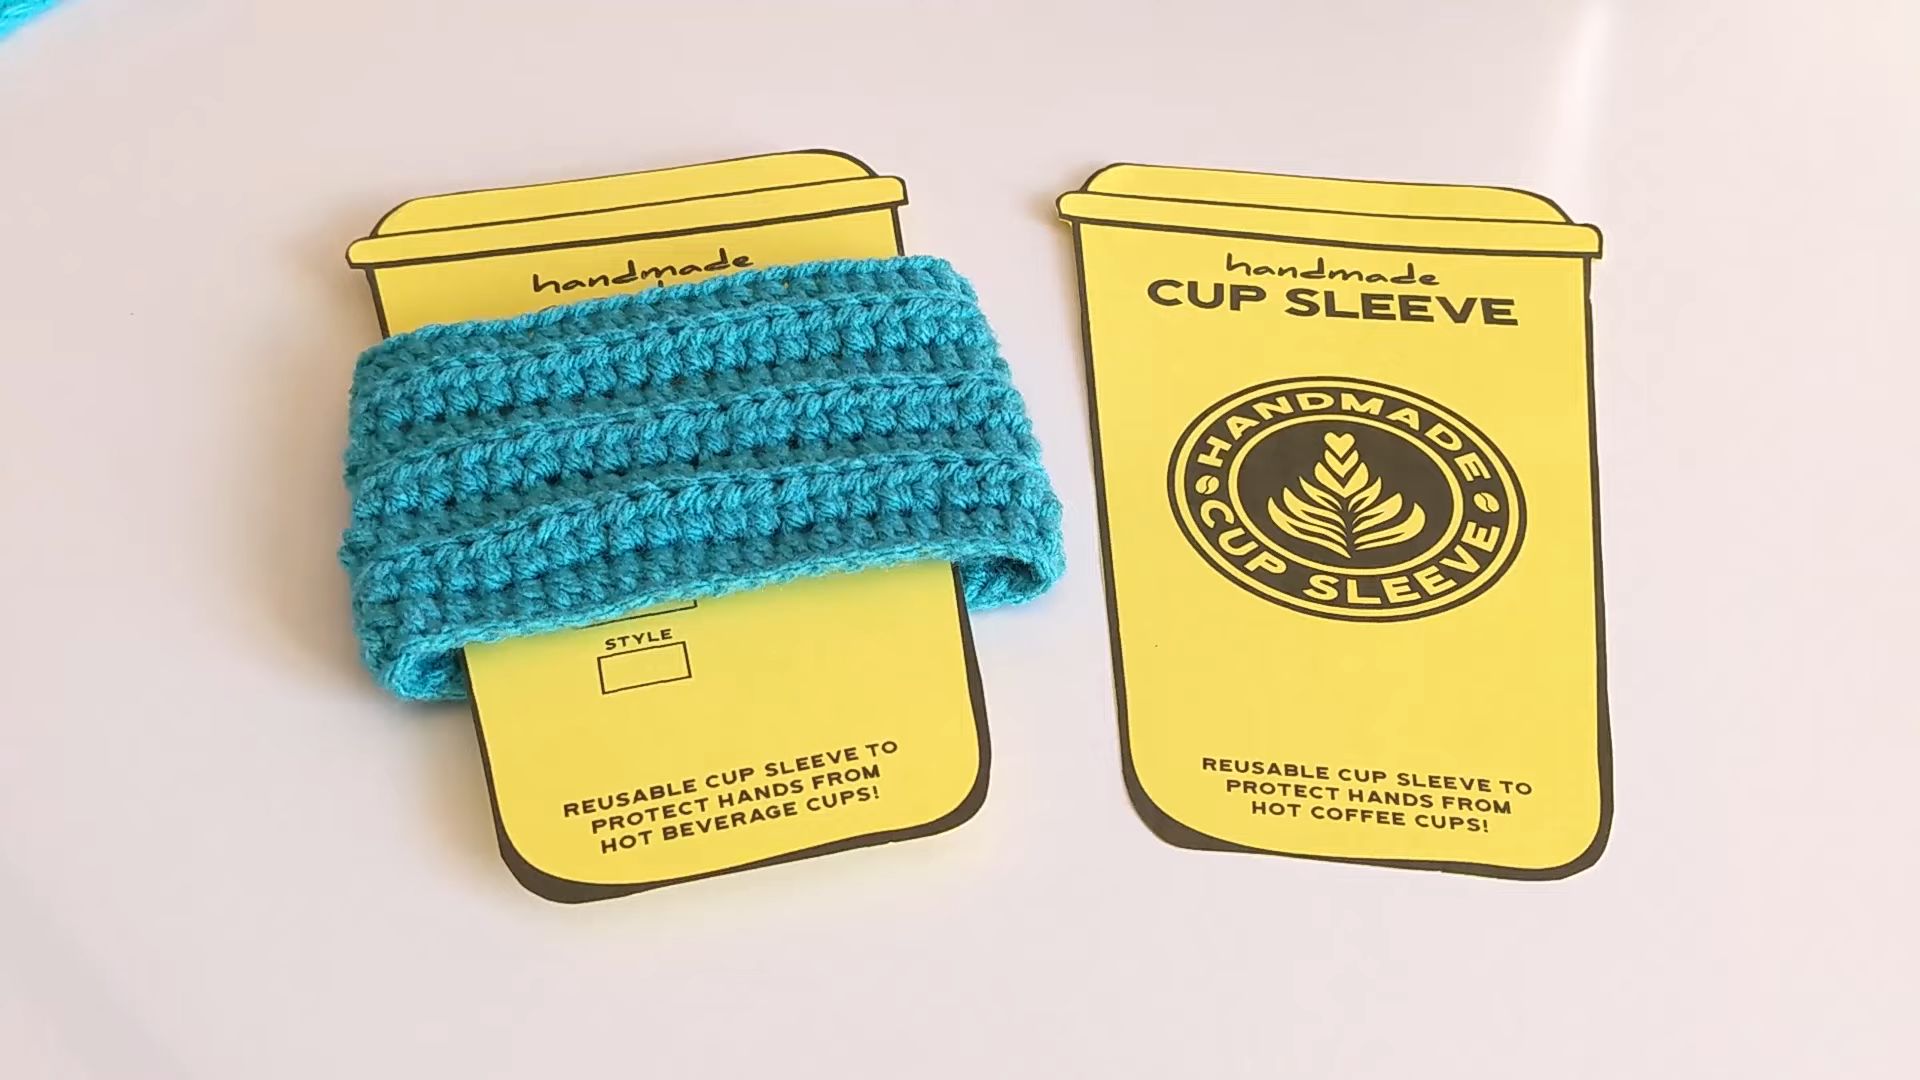 handmade
STYLE
REUSABLE CUP SLEEVE TO
PROTECT HANDS FROM
HOT BEVERAGE CUPS!
handmade
CUP SLEEVE
HANDMADE
CUP SLEEVE
REUSABLE CUP SLEEVE TO
PROTECT HANDS FROM
HOT COFFEE CUPS!